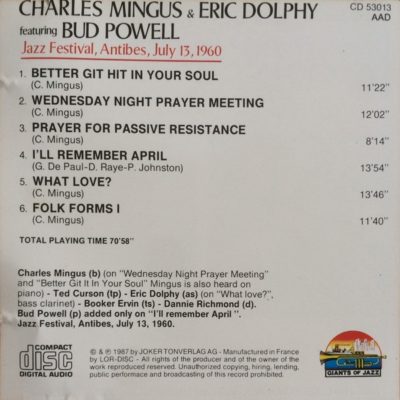 CHARLES MINGUS & ERIC DOLPHY
CD 53013
AAD
featuring BUD POWELL
Jazz Festival, Antibes, July 13, 1960
1. BETTER GIT HIT IN YOUR SOUL
(C. Mingus) 11'22"
2. WEDNESDAY NIGHT PRAYER MEETING
(C. Mingus) 12'02"
3. PRAYER FOR PASSIVE RESISTANCE
(C. Mingus) 8'14"
4. I'LL REMEMBER APRIL
(G. De Paul-D. Raye-P. Johnston) 13'54"
5. WHAT LOVE?
(C. Mingus) 13'46"
6. FOLK FORMS I
(C. Mingus) 11'40"
TOTAL PLAYING TIME 70'58"
Charles Mingus (b) (on "Wednesday Night Prayer Meeting"
and "Better Git It In Your Soul" Mingus is also heard on
piano) - Ted Curson (tp) - Eric Dolphy (as) (on "What love?".
bass clarinet) - Booker Ervin (ts) - Dannie Richmond (d).
Bud Powell (p) added only on "I'll remember April ".
Jazz Festival, Antibes, July 13, 1960.
COMPACT
disc
DIGITAL AUDIO
© & ℗ 1987 by JOKER TONVERLAG AG - Manufactured in France
by LOR-DISC - All rights of the producer and of the owner of the
work reproduced reserved. Unauthorized copying, hiring, lending,
public performance and broadcasting of this record prohibited.
GIANTS OF JAZZ